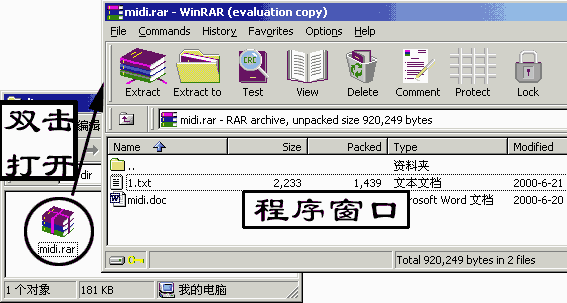 midi.rar - WinRAR (evaluation copy)
File Commands History Favorites Options Help
Extract Extract to Test View Delete Comment Protect Lock
CRC
midi.rar - RAR archive, unpacked size 920,249 bytes
Name Size Packed Type Modified
.. 资料夹
1.txt 2,233 1,439 文本文档 2000-6-21
midi.doc Microsoft Word 文档 2000-6-20
程序窗口
Total 920,249 bytes in 2 files
双击
打开
编辑
dir
midi.rar
1 个对象 181 KB 我的电脑